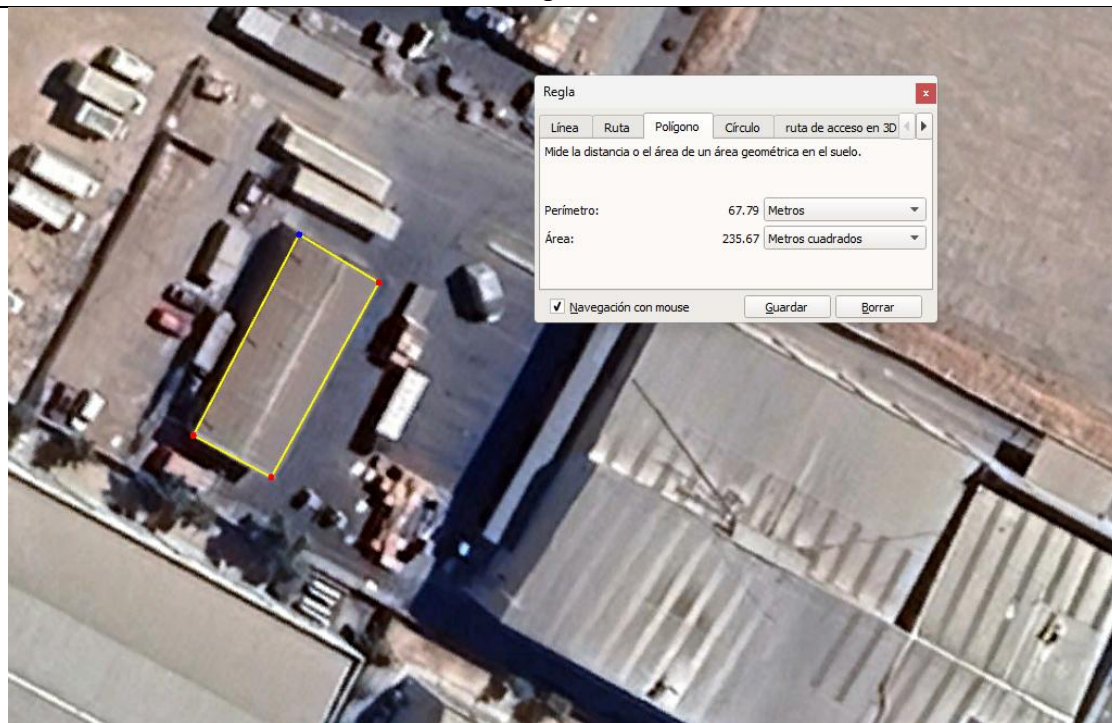 Regla
x
Línea Ruta Polígono Círculo ruta de acceso en 3D
Mide la distancia o el área de un área geométrica en el suelo.
Perímetro: 67.79 Metros
Área: 235.67 Metros cuadrados
Navegación con mouse Guardar Borrar